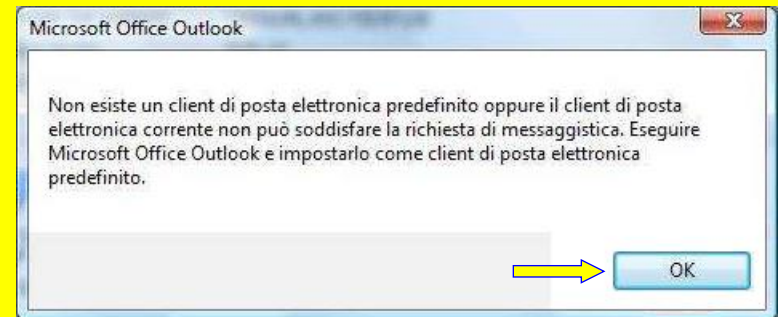 Microsoft Office Outlook
Non esiste un client di posta elettronica predefinito oppure il client di posta
elettronica corrente non può soddisfare la richiesta di messaggistica. Eseguire
Microsoft Office Outlook e impostarlo come client di posta elettronica
predefinito.
OK